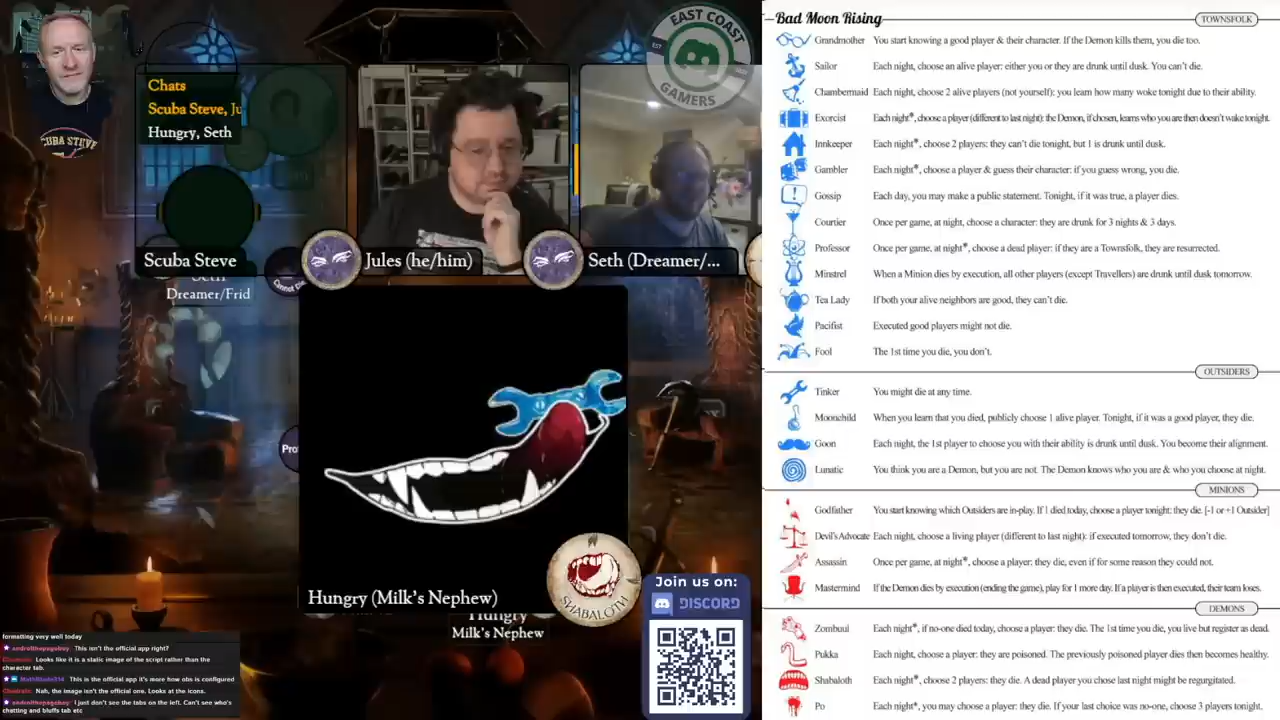 Chats
Scuba Steve, Ju
Hungry, Seth
EAST COAST
EST
GAMERS
Scuba Steve
Jules (he/him)
Seth (Dreamer/...
Seth
Dreamer/Frid
Cannot Die
Pro
Hungry (Milk's Nephew)
SHABALOTH
Hungry
Milk's Nephew
Join us on:
DISCORD
formatting very well today
This isn't the official app right?
Looks like it is a static image of the script rather than the
character tab.
This is the official app it's more how obs is configured
Nah, the image isn't the official one. Looks at the icons.
I just don't see the tabs on the left. Can't see who's
chatting and bluffs tab etc
Bad Moon Rising
TOWNSFOLK
Grandmother You start knowing a good player & their character. If the Demon kills them, you die too.
Sailor Each night, choose an alive player: either you or they are drunk until dusk. You can't die.
Chambermaid Each night, choose 2 alive players (not yourself): you learn how many woke tonight due to their ability.
Exorcist Each night*, choose a player (different to last night): the Demon, if chosen, learns who you are then doesn't wake tonight.
Innkeeper Each night*, choose 2 players: they can't die tonight, but 1 is drunk until dusk.
Gambler Each night*, choose a player & guess their character: if you guess wrong, you die.
Gossip Each day, you may make a public statement. Tonight, if it was true, a player dies.
Courtier Once per game, at night, choose a character: they are drunk for 3 nights & 3 days.
Professor Once per game, at night*, choose a dead player: if they are a Townsfolk, they are resurrected.
Minstrel When a Minion dies by execution, all other players (except Travellers) are drunk until dusk tomorrow.
Tea Lady If both your alive neighbors are good, they can't die.
Pacifist Executed good players might not die.
Fool The 1st time you die, you don't.
OUTSIDERS
Tinker You might die at any time.
Moonchild When you learn that you died, publicly choose 1 alive player. Tonight, if it was a good player, they die.
Goon Each night, the 1st player to choose you with their ability is drunk until dusk. You become their alignment.
Lunatic You think you are a Demon, but you are not. The Demon knows who you are & who you choose at night.
MINIONS
Godfather You start knowing which Outsiders are in-play. If 1 died today, choose a player tonight: they die. [-1 or +1 Outsider]
Devil's Advocate Each night, choose a living player (different to last night): if executed tomorrow, they don't die.
Assassin Once per game, at night*, choose a player: they die, even if for some reason they could not.
Mastermind If the Demon dies by execution (ending the game), play for 1 more day. If a player is then executed, their team loses.
DEMONS
Zombuul Each night*, if no-one died today, choose a player: they die. The 1st time you die, you live but register as dead.
Pukka Each night, choose a player: they are poisoned. The previously poisoned player dies then becomes healthy.
Shabaloth Each night*, choose 2 players: they die. A dead player you chose last night might be regurgitated.
Po Each night*, you may choose a player: they die. If your last choice was no-one, choose 3 players tonight.